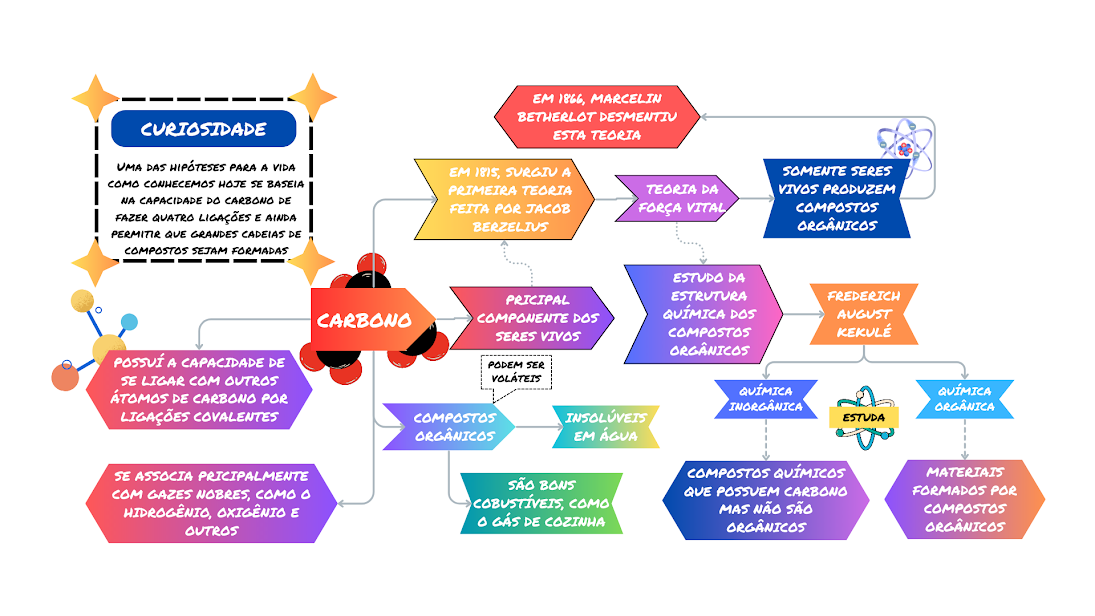 CURIOSIDADE
UMA DAS HIPÓTESES PARA A VIDA
COMO CONHECEMOS HOJE SE BASEIA
NA CAPACIDADE DO CARBONO DE
FAZER QUATRO LIGAÇÕES E AINDA
PERMITIR QUE GRANDES CADEIAS DE
COMPOSTOS SEJAM FORMADAS
EM 1866, MARCELIN
BETHERLOT DESMENTIU
ESTA TEORIA
EM 1815, SURGIU A
PRIMEIRA TEORIA
FEITA POR JACOB
BERZELIUS
TEORIA DA
FORÇA VITAL
SOMENTE SERES
VIVOS PRODUZEM
COMPOSTOS
ORGÂNICOS
CARBONO
PRICIPAL
COMPONENTE DOS
SERES VIVOS
ESTUDO DA
ESTRUTURA
QUÍMICA DOS
COMPOSTOS
ORGÂNICOS
FREDERICH
AUGUST
KEKULÉ
POSSUÍ A CAPACIDADE DE
SE LIGAR COM OUTROS
ÁTOMOS DE CARBONO POR
LIGAÇÕES COVALENTES
PODEM SER
VOLÁTEIS
COMPOSTOS
ORGÂNICOS
INSOLÚVEIS
EM ÁGUA
QUÍMICA
INORGÂNICA
ESTUDA
QUÍMICA
ORGÂNICA
SE ASSOCIA PRICIPALMENTE
COM GAZES NOBRES, COMO O
HIDROGÊNIO, OXIGÊNIO E
OUTROS
SÃO BONS
COBUSTÍVEIS, COMO
O GÁS DE COZINHA
COMPOSTOS QUÍMICOS
QUE POSSUEM CARBONO
MAS NÃO SÃO
ORGÂNICOS
MATERIAIS
FORMADOS POR
COMPOSTOS
ORGÂNICOS